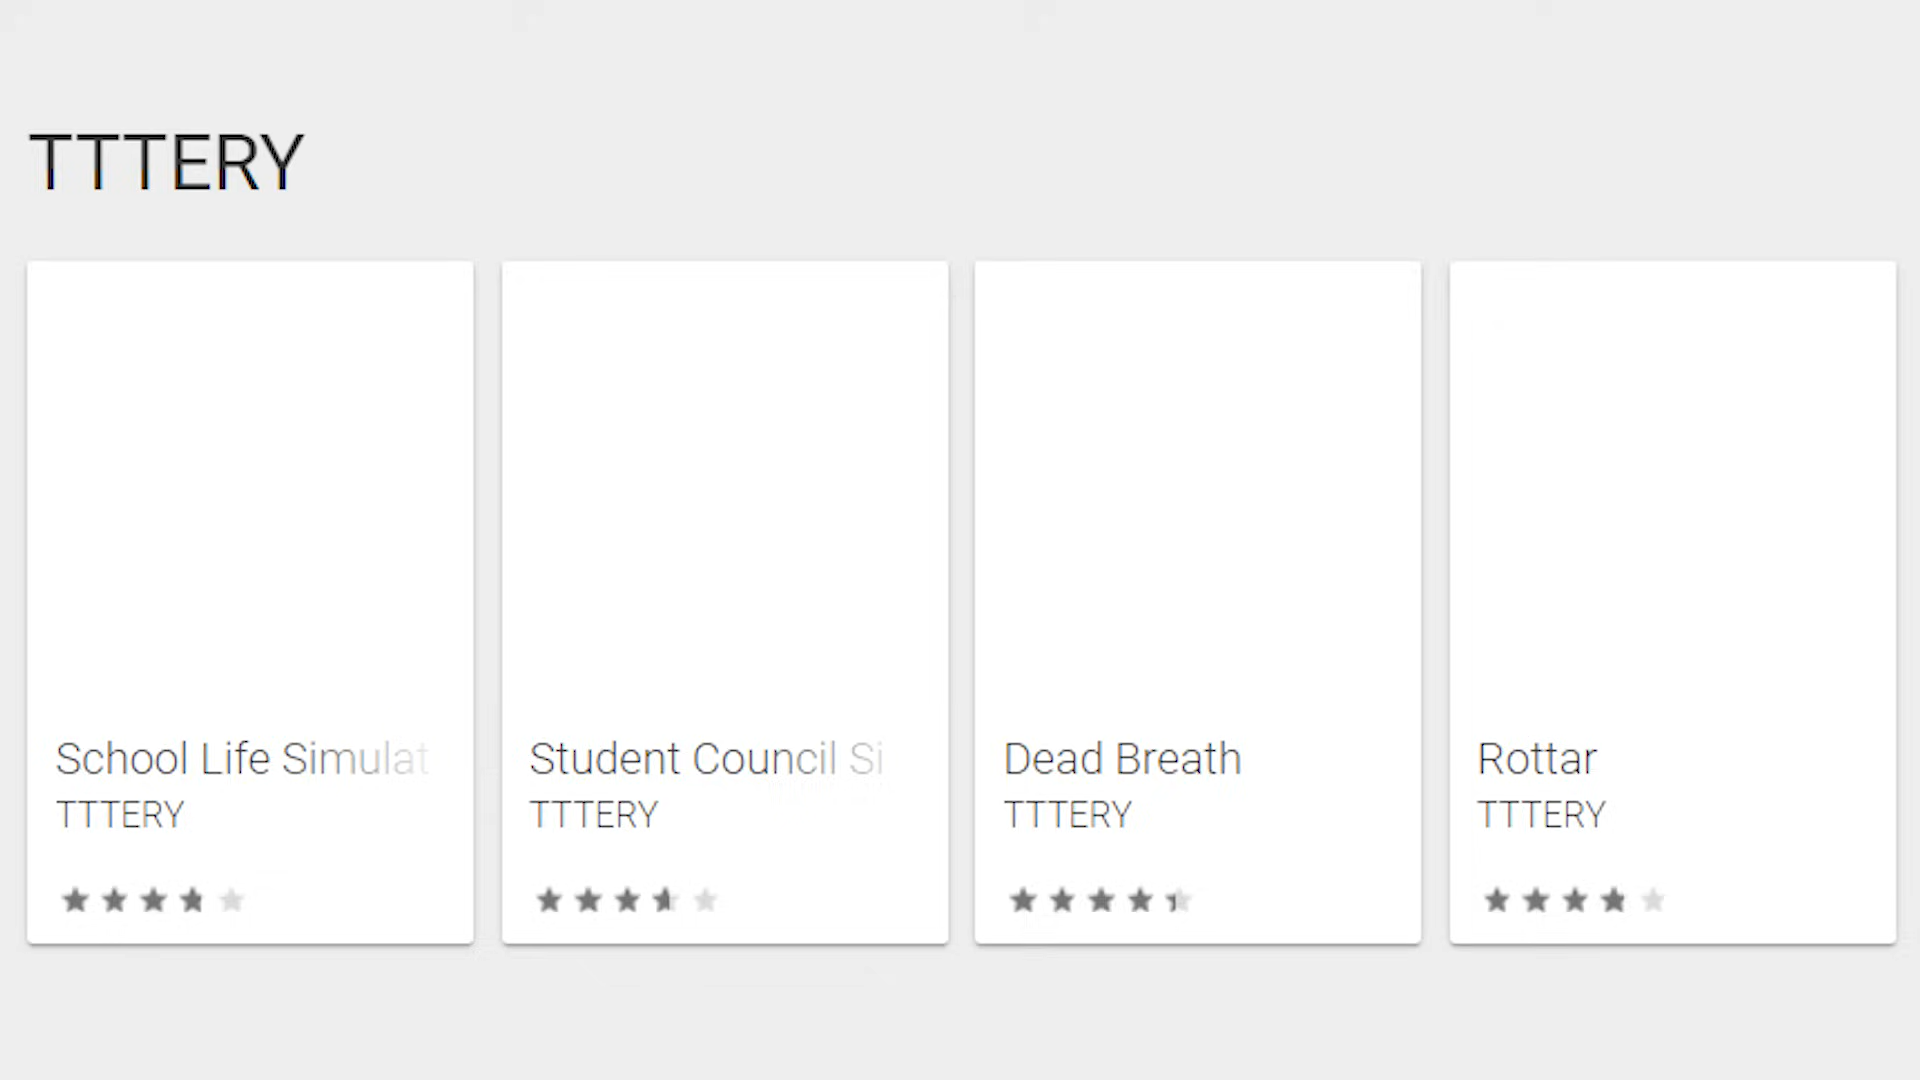 TTTERY
School Life Simulat
TTTERY
Student Council Si
TTTERY
Dead Breath
TTTERY
Rottar
TTTERY